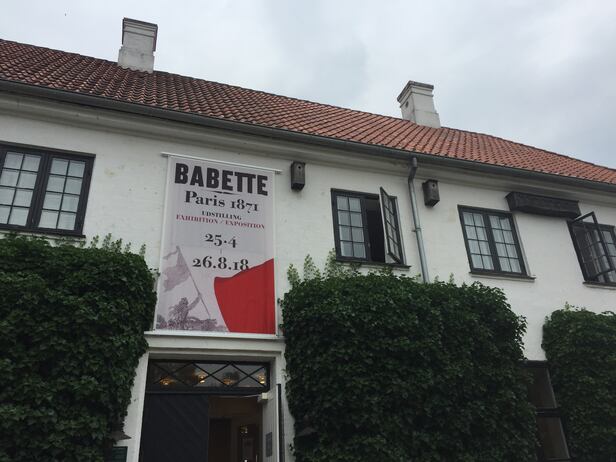 BABETTE
Paris 1871
UDSTILLING
EXHIBITION / EXPOSITION
25.4
26.8.18